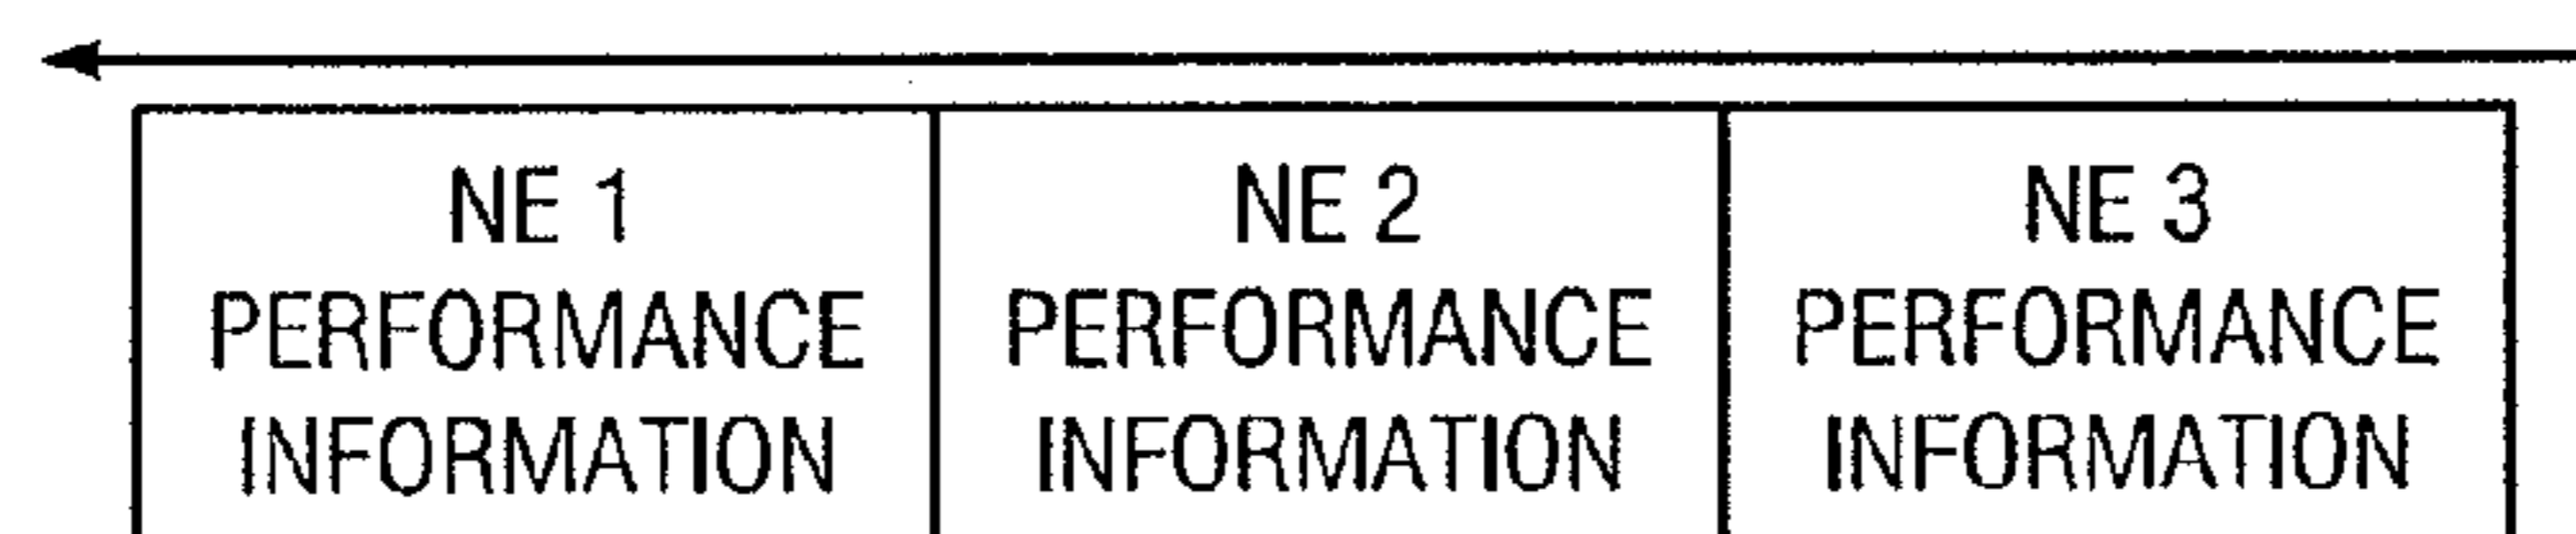 NE 1
PERFORMANCE
INFORMATION
NE 2
PERFORMANCE
INFORMATION
NE 3
PERFORMANCE
INFORMATION